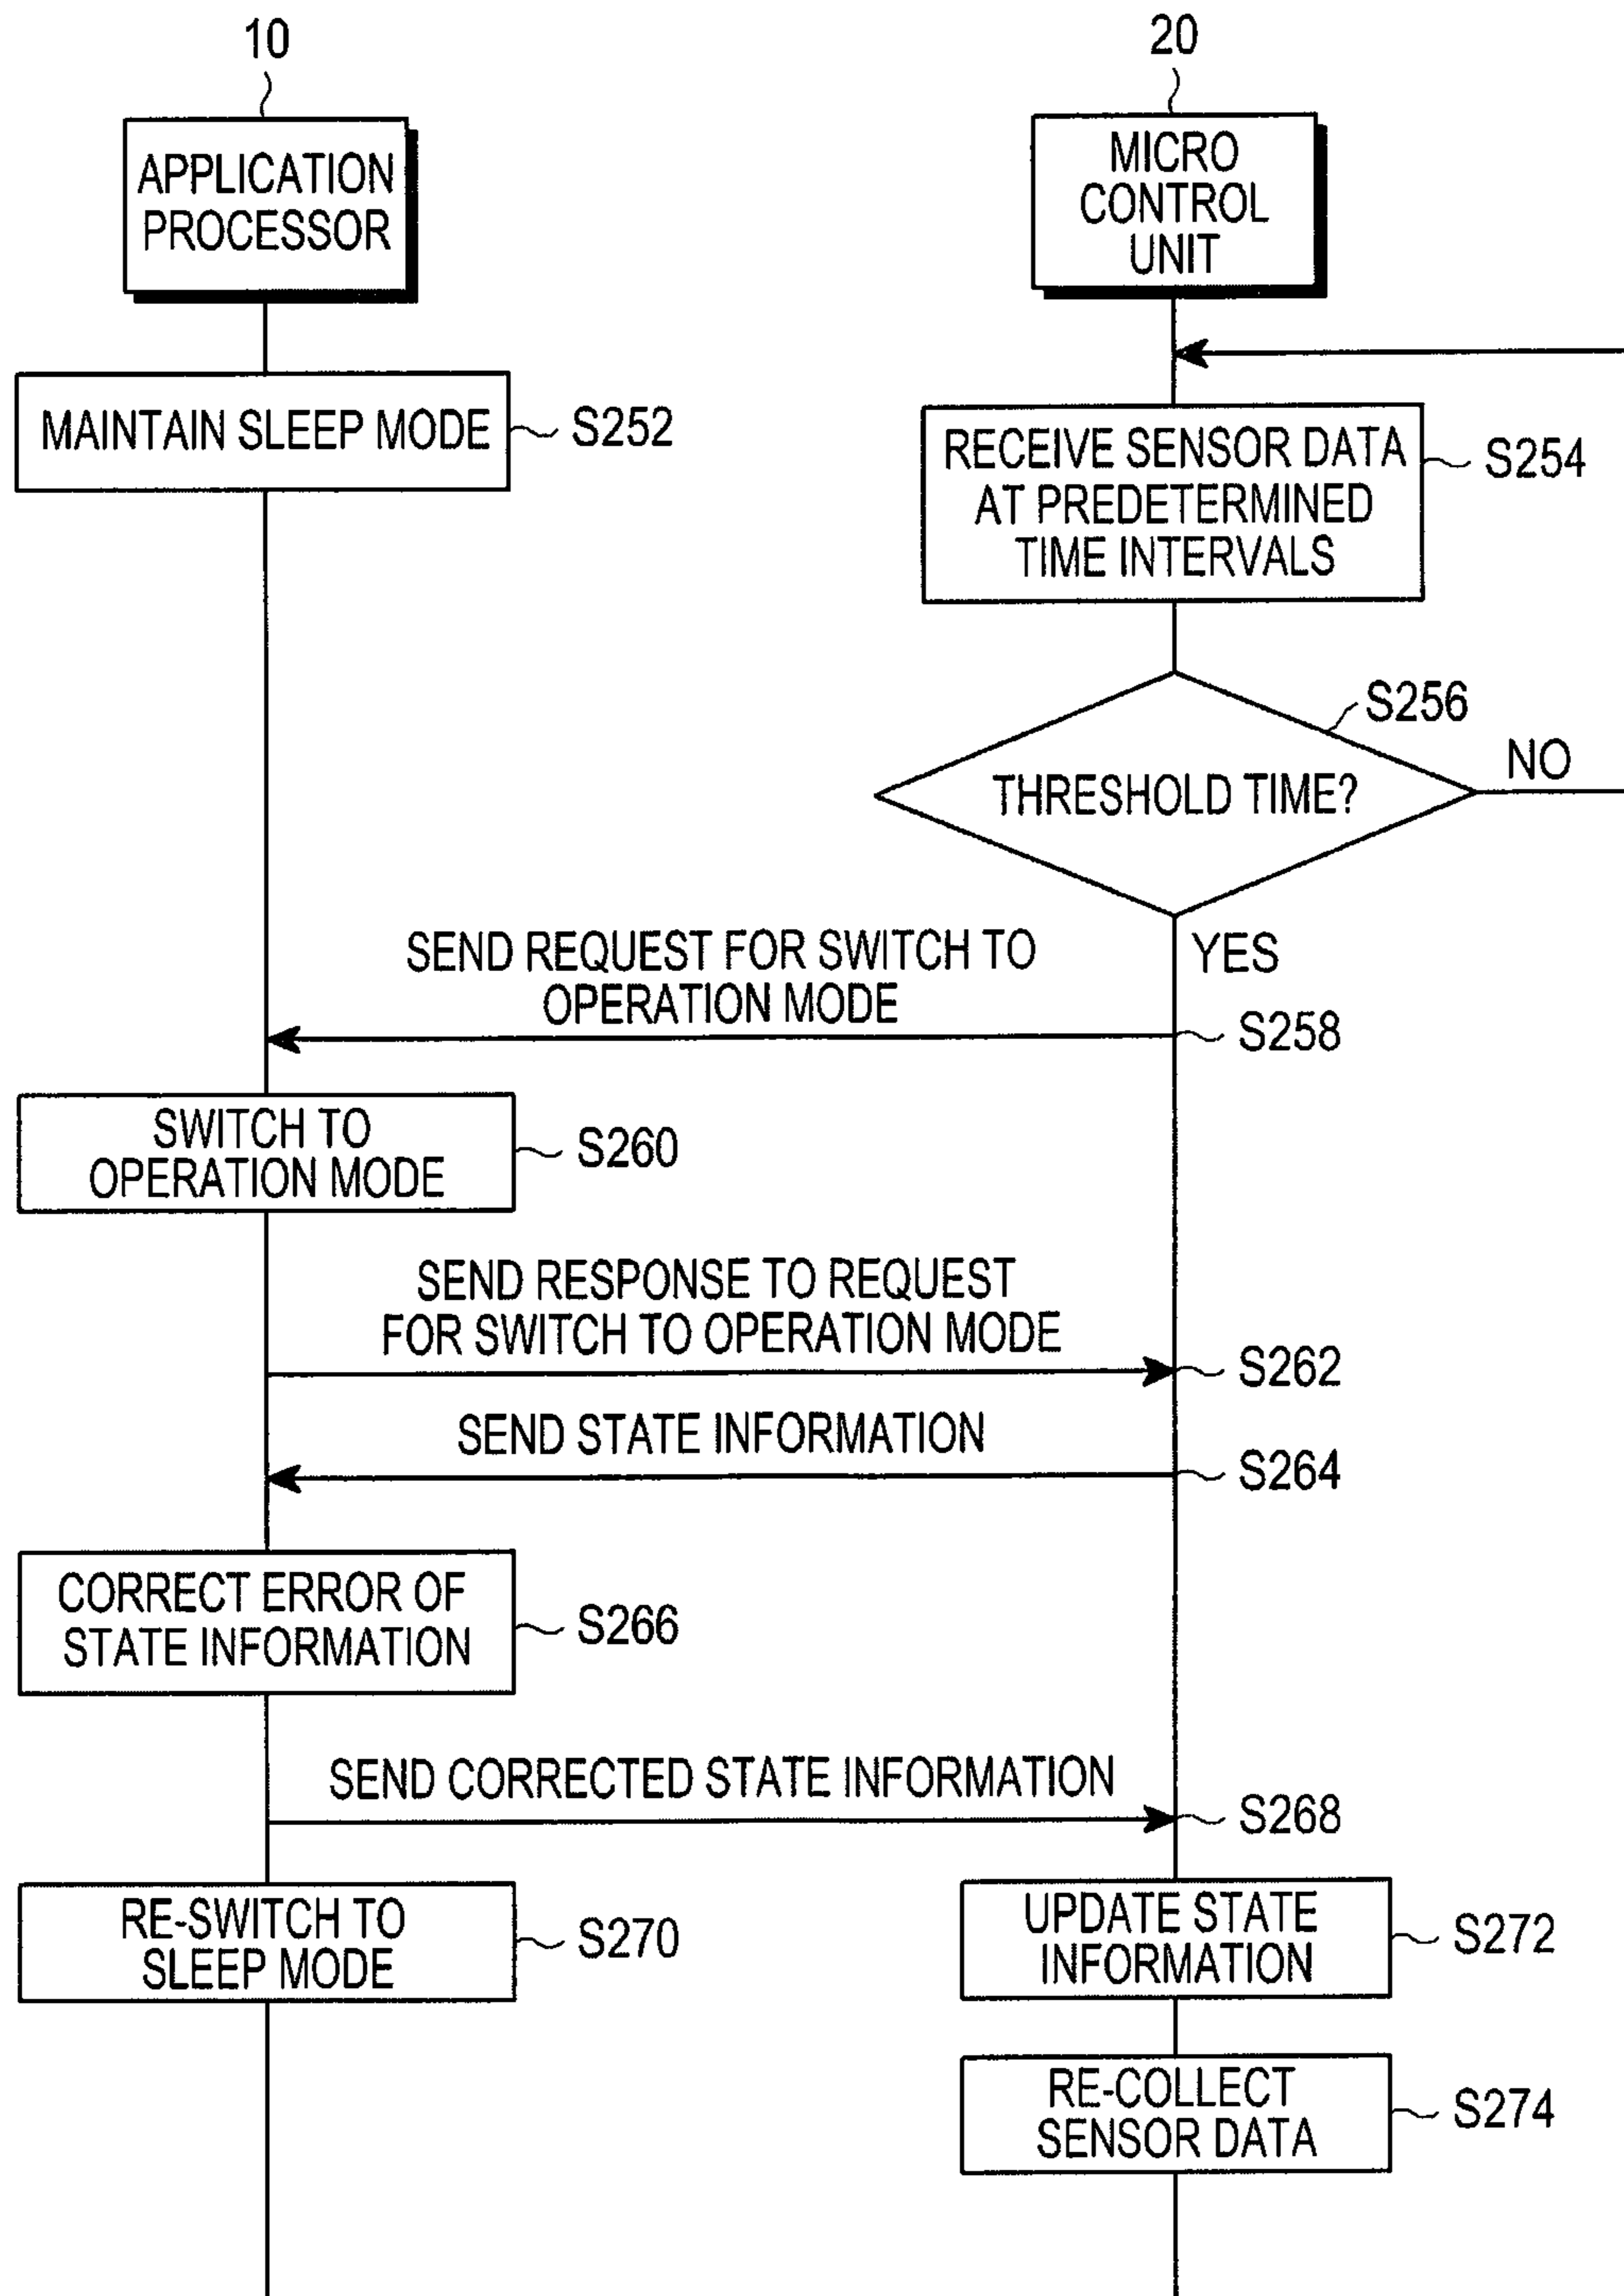 10
20
APPLICATION
PROCESSOR
MICRO
CONTROL
UNIT
MAINTAIN SLEEP MODE
S252
RECEIVE SENSOR DATA
AT PREDETERMINED
TIME INTERVALS
S254
S256
THRESHOLD TIME?
NO
YES
SEND REQUEST FOR SWITCH TO
OPERATION MODE
S258
SWITCH TO
OPERATION MODE
S260
SEND RESPONSE TO REQUEST
FOR SWITCH TO OPERATION MODE
S262
SEND STATE INFORMATION
S264
CORRECT ERROR OF
STATE INFORMATION
S266
SEND CORRECTED STATE INFORMATION
S268
RE-SWITCH TO
SLEEP MODE
S270
UPDATE STATE
INFORMATION
S272
RE-COLLECT
SENSOR DATA
S274